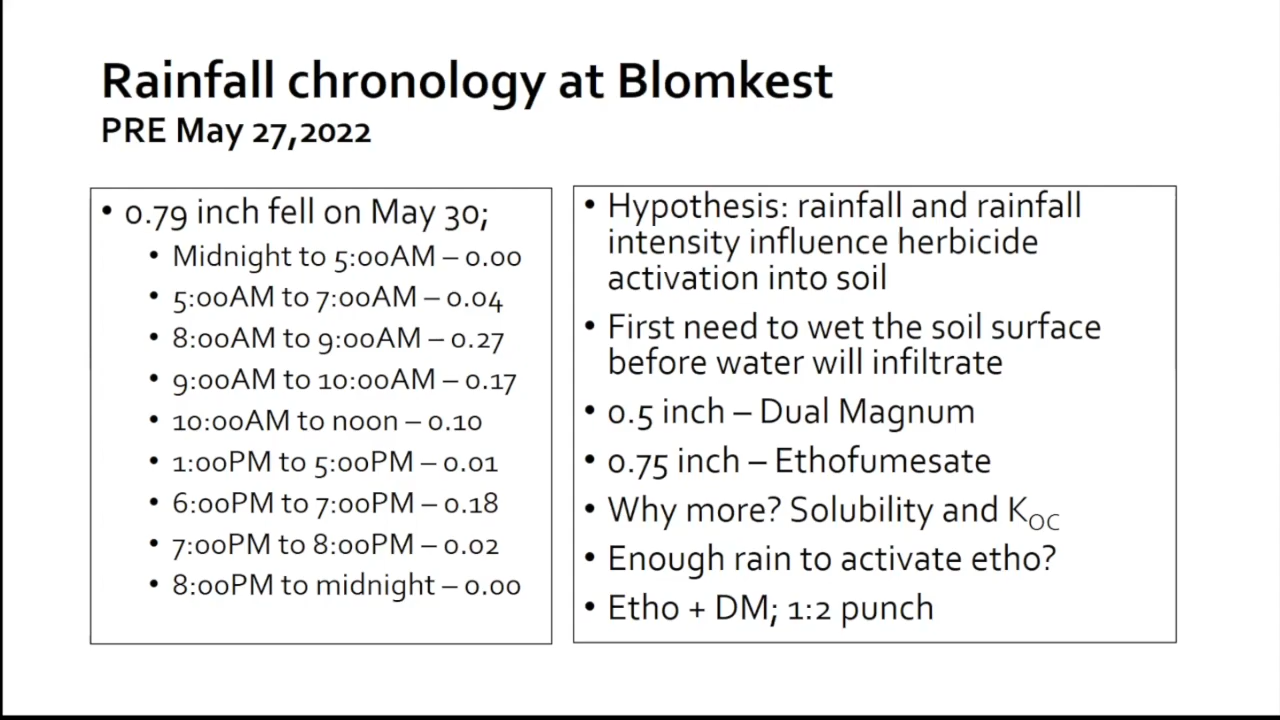 Rainfall chronology at Blomkest
PRE May 27,2022
• 0.79 inch fell on May 30;
• Midnight to 5:00AM – 0.00
• 5:00AM to 7:00AM – 0.04
• 8:00AM to 9:00AM – 0.27
• 9:00AM to 10:00AM – 0.17
• 10:00AM to noon – 0.10
• 1:00PM to 5:00PM – 0.01
• 6:00PM to 7:00PM – 0.18
• 7:00PM to 8:00PM – 0.02
• 8:00PM to midnight – 0.00
• Hypothesis: rainfall and rainfall
intensity influence herbicide
activation into soil
• First need to wet the soil surface
before water will infiltrate
• 0.5 inch – Dual Magnum
• 0.75 inch – Ethofumesate
• Why more? Solubility and KOC
• Enough rain to activate etho?
• Etho + DM; 1:2 punch